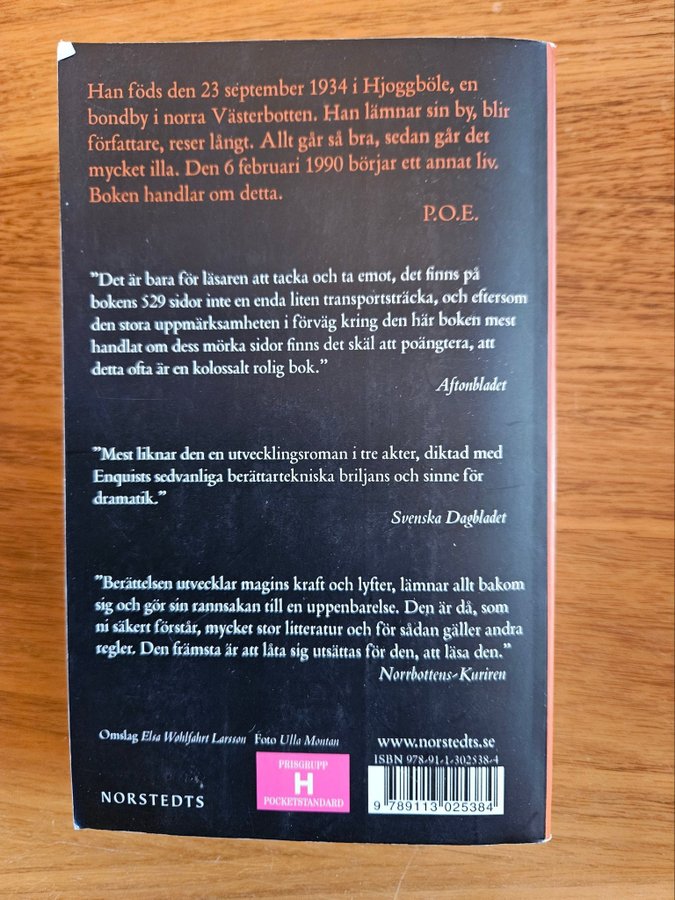 Han föds den 23 september 1934 i Hjoggböle, en
bondby i norra Västerbotten. Han lämnar sin by, blir
författare, reser långt. Allt går så bra, sedan går det
mycket illa. Den 6 februari 1990 börjar ett annat liv.
Boken handlar om detta.
P.O.E.
”Det är bara för läsaren att tacka och ta emot, det finns på
bokens 529 sidor inte en enda liten transportsträcka, och eftersom
den stora uppmärksamheten i förväg kring den här boken mest
handlat om dess mörka sidor finns det skäl att poängtera, att
detta ofta är en kolossalt rolig bok.”
Aftonbladet
”Mest liknar den en utvecklingsroman i tre akter, diktad med
Enquists sedvanliga berättartekniska briljans och sinne för
dramatik.”
Svenska Dagbladet
”Berättelsen utvecklar magins kraft och lyfter, lämnar allt bakom
sig och gör sin rannsakan till en uppenbarelse. Den är då, som
ni säkert förstår, mycket stor litteratur och för sådan gäller andra
regler. Den främsta är att låta sig utsättas för den, att läsa den.”
Norrbottens-Kuriren
Omslag Elsa Wohlfahrt Larsson Foto Ulla Montan
www.norstedts.se
ISBN 978-91-1-302538-4
PRISGRUPP
H
POCKETSTANDARD
NORSTEDTS
9 789113 025384